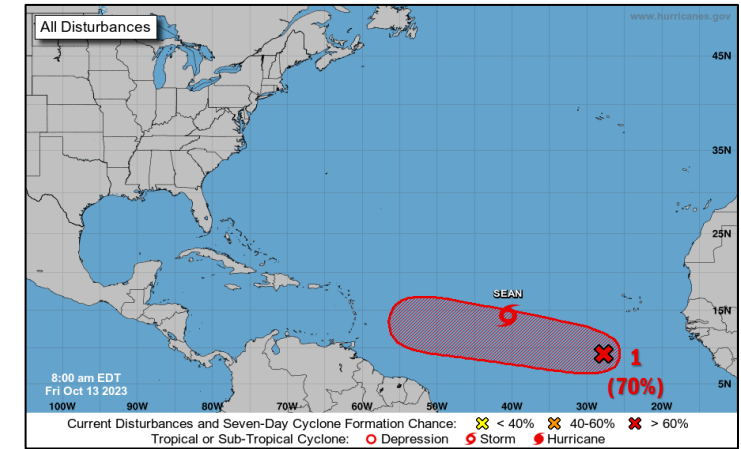 All Disturbances
www.hurricanes.gov
45N
35N
25N
SEAN
15N
1
(70%)
5N
8:00 am EDT
Fri Oct 13 2023
100W 90W 80W 70W 60W 50W 40W 30W 20W
Current Disturbances and Seven-Day Cyclone Formation Chance: < 40% 40-60% > 60%
Tropical or Sub-Tropical Cyclone: Depression Storm Hurricane